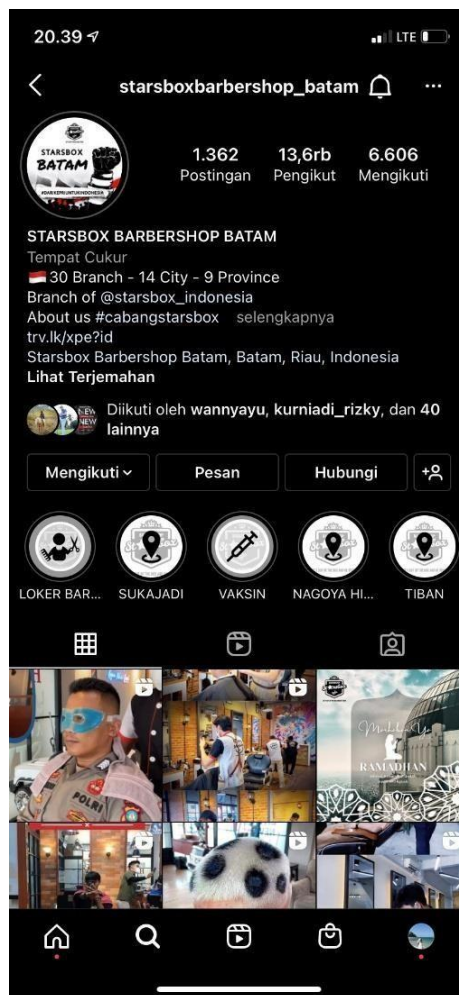 20.39
LTE
starsboxbarbershop_batam
STARSBOX
BATAM
1.362
Postingan
13,6rb
Pengikut
6.606
Mengikuti
STARSBOX BARBERSHOP BATAM
Tempat Cukur
30 Branch - 14 City - 9 Province
Branch of @starsbox_indonesia
About us #cabangstarsbox selengkapnya
trv.lk/xpe?id
Starsbox Barbershop Batam, Batam, Riau, Indonesia
Lihat Terjemahan
NEW
NEW
Diikuti oleh wannyayu, kurniadi_rizky, dan 40
lainnya
Mengikuti
Pesan
Hubungi
LOKER BAR...
SUKAJADI
VAKSIN
NAGOYA HI...
TIBAN
POLRI
RAMADHAN